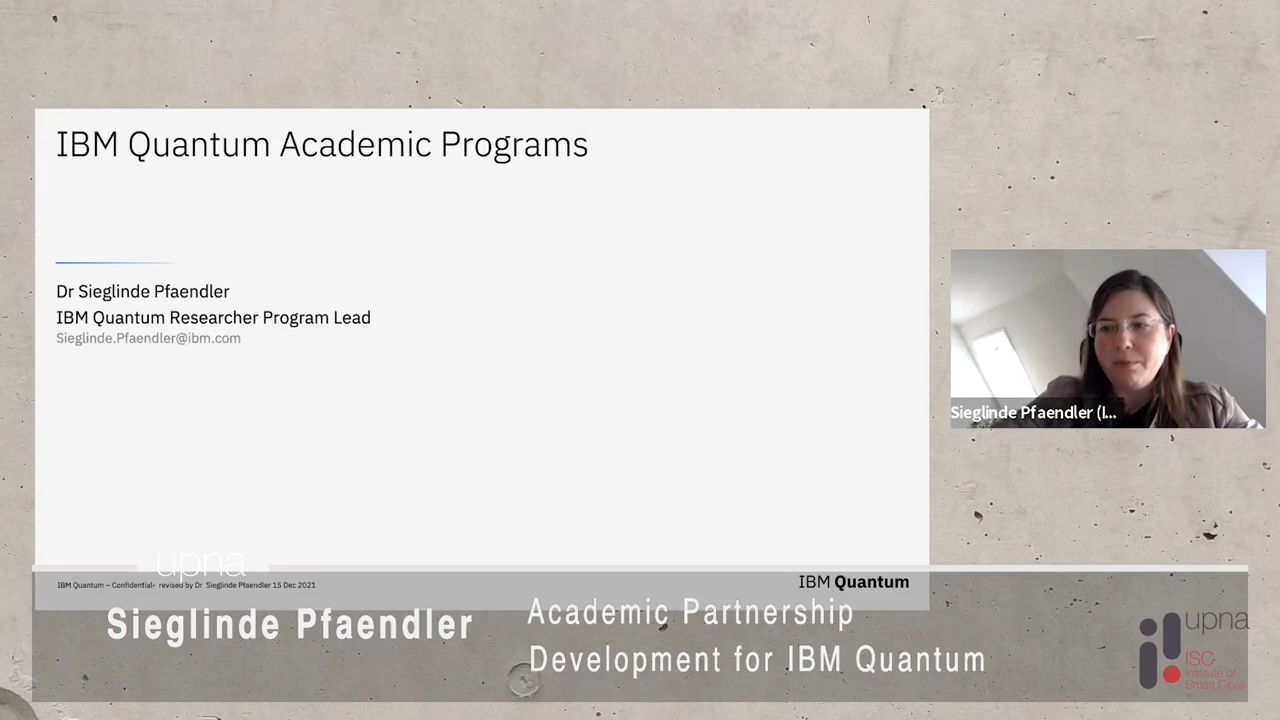 IBM Quantum Academic Programs
Dr Sieglinde Pfaendler
IBM Quantum Researcher Program Lead
Sieglinde.Pfaendler@ibm.com
Sieglinde Pfaendler (I...
upna
IBM Quantum – Confidential- revised by Dr Sieglinde Pfaendler 15 Dec 2021
IBM Quantum
Sieglinde Pfaendler
Academic Partnership
Development for IBM Quantum
upna
ISC
Institute of
Smart Cities